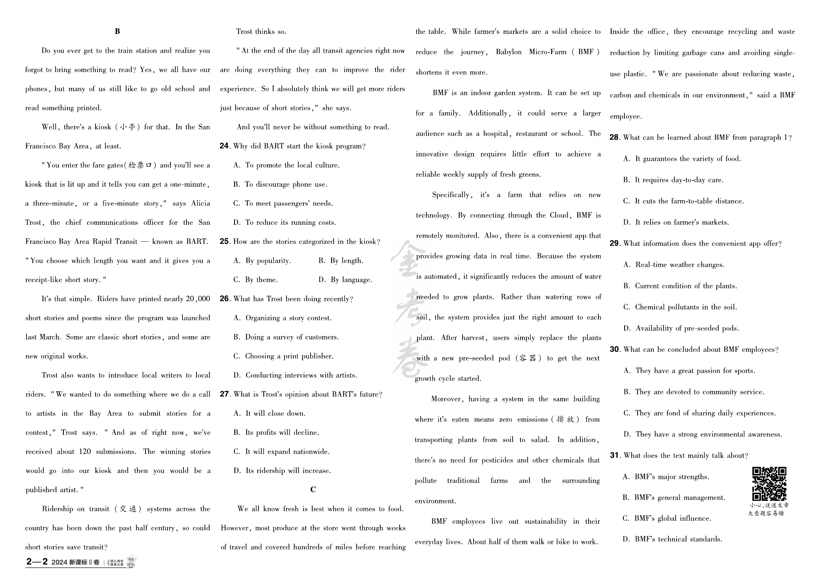 B
Do you ever get to the train station and realize you
forgot to bring something to read? Yes, we all have our
phones, but many of us still like to go old school and
read something printed.
Well, there's a kiosk (小亭) for that. In the San
Francisco Bay Area, at least.
"You enter the fare gates(检票口) and you'll see a
kiosk that is lit up and it tells you can get a one-minute,
a three-minute, or a five-minute story," says Alicia
Trost, the chief communications officer for the San
Francisco Bay Area Rapid Transit — known as BART.
"You choose which length you want and it gives you a
receipt-like short story."
It's that simple. Riders have printed nearly 20,000
short stories and poems since the program was launched
last March. Some are classic short stories, and some are
new original works.
Trost also wants to introduce local writers to local
riders. "We wanted to do something where we do a call
to artists in the Bay Area to submit stories for a
contest," Trost says. "And as of right now, we've
received about 120 submissions. The winning stories
would go into our kiosk and then you would be a
published artist."
Ridership on transit (交通) systems across the
country has been down the past half century, so could
short stories save transit?
Trost thinks so.
"At the end of the day all transit agencies right now
are doing everything they can to improve the rider
experience. So I absolutely think we will get more riders
just because of short stories," she says.
And you'll never be without something to read.
24. Why did BART start the kiosk program?
A. To promote the local culture.
B. To discourage phone use.
C. To meet passengers' needs.
D. To reduce its running costs.
25. How are the stories categorized in the kiosk?
A. By popularity. B. By length.
C. By theme. D. By language.
26. What has Trost been doing recently?
A. Organizing a story contest.
B. Doing a survey of customers.
C. Choosing a print publisher.
D. Conducting interviews with artists.
27. What is Trost's opinion about BART's future?
A. It will close down.
B. Its profits will decline.
C. It will expand nationwide.
D. Its ridership will increase.
C
We all know fresh is best when it comes to food.
However, most produce at the store went through weeks
of travel and covered hundreds of miles before reaching
the table. While farmer's markets are a solid choice to
reduce the journey, Babylon Micro-Farm (BMF)
shortens it even more.
BMF is an indoor garden system. It can be set up
for a family. Additionally, it could serve a larger
audience such as a hospital, restaurant or school. The
innovative design requires little effort to achieve a
reliable weekly supply of fresh greens.
Specifically, it's a farm that relies on new
technology. By connecting through the Cloud, BMF is
remotely monitored. Also, there is a convenient app that
provides growing data in real time. Because the system
is automated, it significantly reduces the amount of water
needed to grow plants. Rather than watering rows of
soil, the system provides just the right amount to each
plant. After harvest, users simply replace the plants
with a new pre-seeded pod (容器) to get the next
growth cycle started.
Moreover, having a system in the same building
where it's eaten means zero emissions (排放) from
transporting plants from soil to salad. In addition,
there's no need for pesticides and other chemicals that
pollute traditional farms and the surrounding
environment.
BMF employees live out sustainability in their
everyday lives. About half of them walk or bike to work.
Inside the office, they encourage recycling and waste
reduction by limiting garbage cans and avoiding single-
use plastic. "We are passionate about reducing waste,
carbon and chemicals in our environment," said a BMF
employee.
28. What can be learned about BMF from paragraph 1?
A. It guarantees the variety of food.
B. It requires day-to-day care.
C. It cuts the farm-to-table distance.
D. It relies on farmer's markets.
29. What information does the convenient app offer?
A. Real-time weather changes.
B. Current condition of the plants.
C. Chemical pollutants in the soil.
D. Availability of pre-seeded pods.
30. What can be concluded about BMF employees?
A. They have a great passion for sports.
B. They are devoted to community service.
C. They are fond of sharing daily experiences.
D. They have a strong environmental awareness.
31. What does the text mainly talk about?
A. BMF's major strengths.
B. BMF's general management.
C. BMF's global influence.
D. BMF's technical standards.
金考卷
2—2 2024 新课标Ⅱ卷